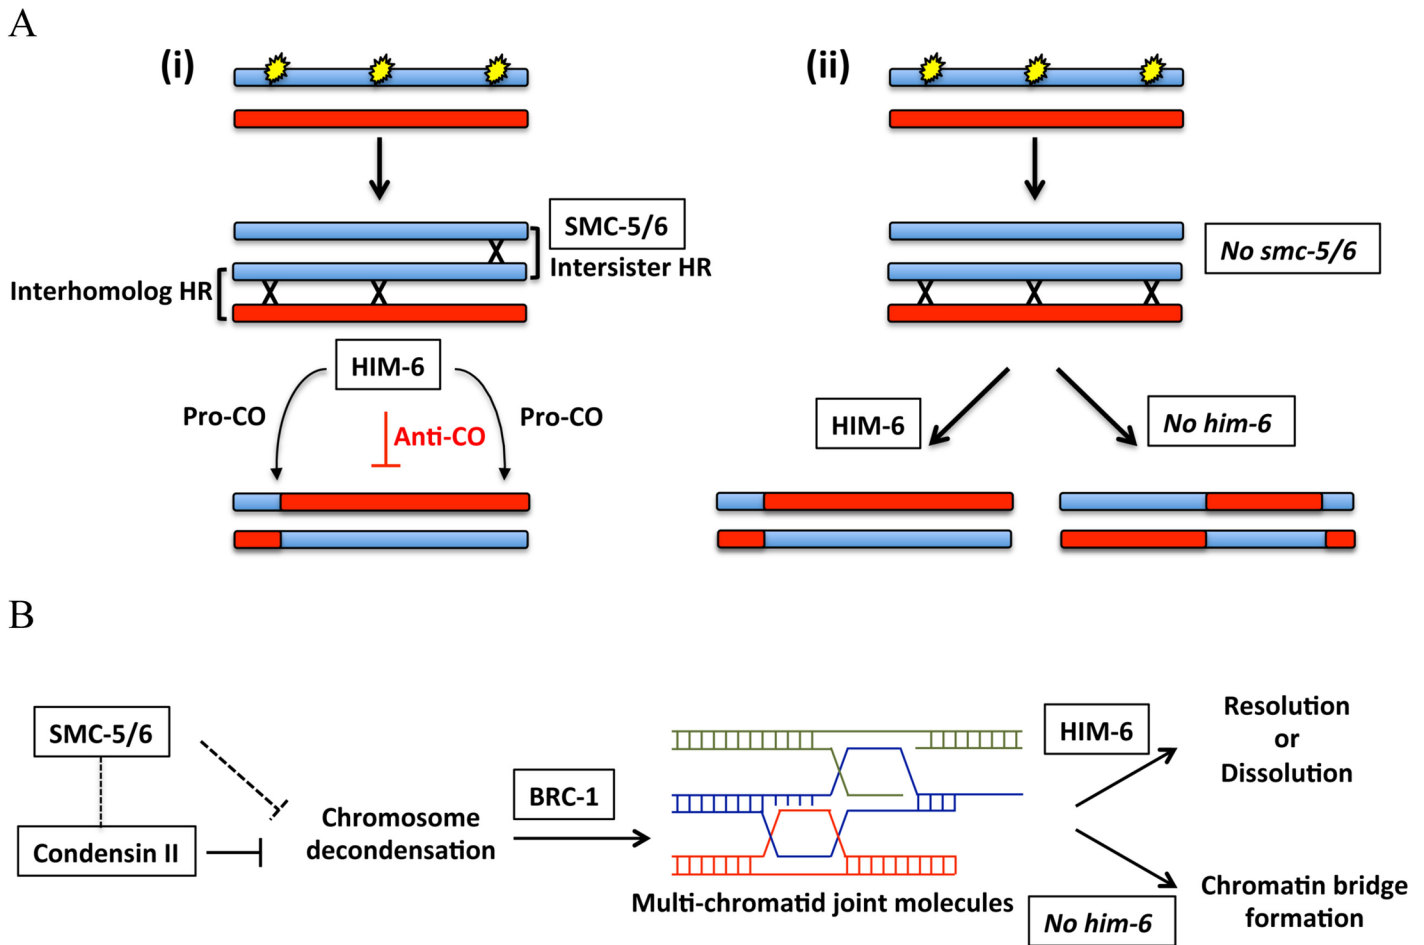 A
(i)
(ii)
SMC-5/6
Intersister HR
Interhomolog HR
No smc-5/6
HIM-6
Pro-CO
Anti-CO
Pro-CO
HIM-6
No him-6
B
SMC-5/6
Condensin II
Chromosome
decondensation
BRC-1
Multi-chromatid joint molecules
HIM-6
Resolution
or
Dissolution
No him-6
Chromatin bridge
formation